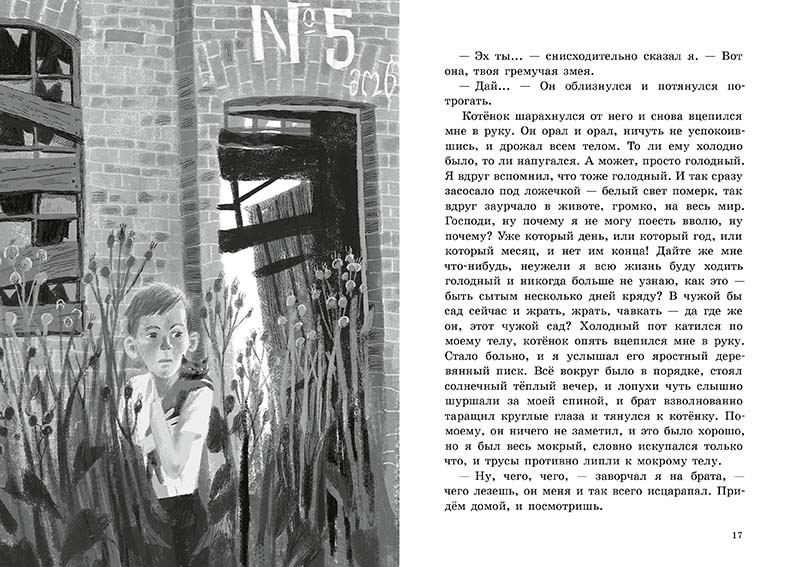 №5
— Эх ты... — снисходительно сказал я. — Вот
она, твоя гремучая змея.
— Дай... — Он облизнулся и потянулся по-
трогать.
Котёнок шарахнулся от него и снова вцепился
мне в руку. Он орал и орал, ничуть не успокоив-
шись, и дрожал всем телом. То ли ему холодно
было, то ли напугался. А может, просто голодный.
Я вдруг вспомнил, что тоже голодный. И так сразу
засосало под ложечкой — белый свет померк, так
вдруг заурчало в животе, громко, на весь мир.
Господи, ну почему я не могу поесть вволю, ну
почему? Уже который день, или который год, или
который месяц, и нет им конца! Дайте же мне
что-нибудь, неужели я всю жизнь буду ходить
голодный и никогда больше не узнаю, как это —
быть сытым несколько дней кряду? В чужой бы
сад сейчас и жрать, жрать, чавкать — да где же
он, этот чужой сад? Холодный пот катился по
моему телу, котёнок опять вцепился мне в руку.
Стало больно, и я услышал его яростный дере-
вянный писк. Всё вокруг было в порядке, стоял
солнечный тёплый вечер, и лопухи чуть слышно
шуршали за моей спиной, и брат взволнованно
таращил круглые глаза и тянулся к котёнку. По-
моему, он ничего не заметил, и это было хорошо,
но я был весь мокрый, словно искупался только
что, и трусы противно липли к мокрому телу.
— Ну, чего, чего, — заворчал я на брата, —
чего лезешь, он меня и так всего исцарапал. При-
дём домой, и посмотришь.
17